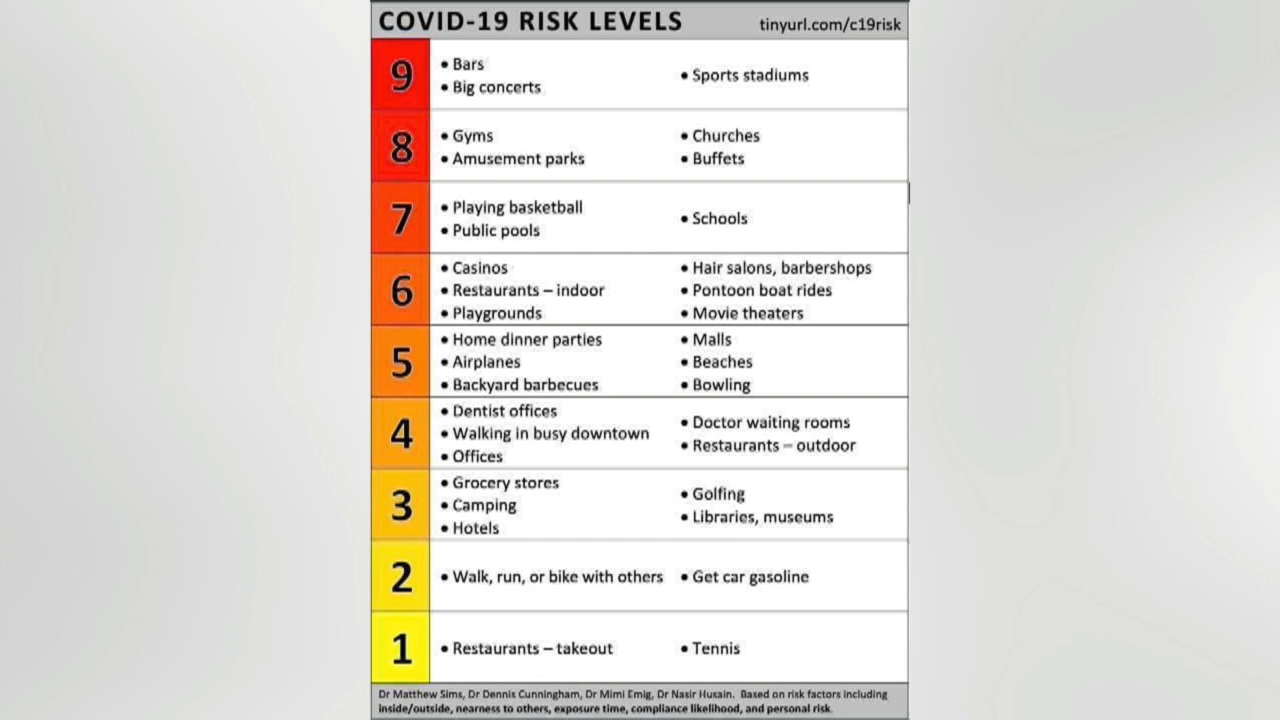 COVID-19 RISK LEVELS tinyurl.com/c19risk
9
• Bars
• Big concerts
• Sports stadiums
8
• Gyms
• Amusement parks
• Churches
• Buffets
7
• Playing basketball
• Public pools
• Schools
6
• Casinos
• Restaurants – indoor
• Playgrounds
• Hair salons, barbershops
• Pontoon boat rides
• Movie theaters
5
• Home dinner parties
• Airplanes
• Backyard barbecues
• Malls
• Beaches
• Bowling
4
• Dentist offices
• Walking in busy downtown
• Offices
• Doctor waiting rooms
• Restaurants – outdoor
3
• Grocery stores
• Camping
• Hotels
• Golfing
• Libraries, museums
2
• Walk, run, or bike with others
• Get car gasoline
1
• Restaurants – takeout
• Tennis
Dr Matthew Sims, Dr Dennis Cunningham, Dr Mimi Emig, Dr Nasir Husain. Based on risk factors including
inside/outside, nearness to others, exposure time, compliance likelihood, and personal risk.